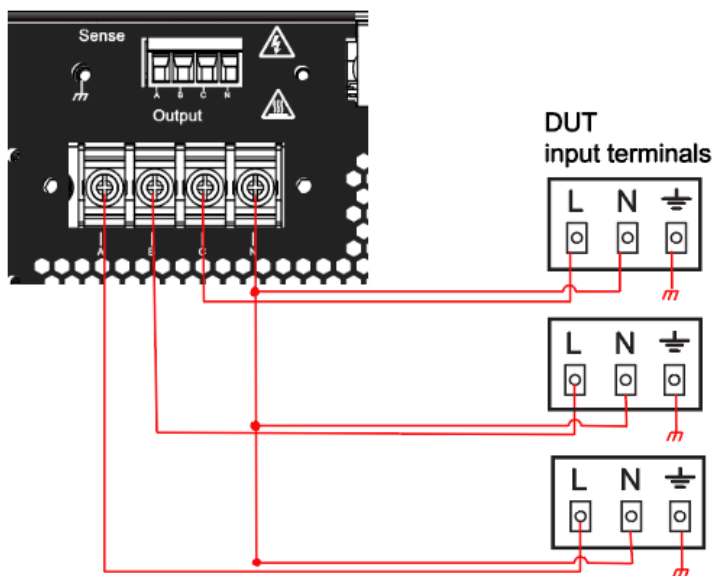 Sense
A B C N
Output
A B C N
DUT
input terminals
L N
L N
L N